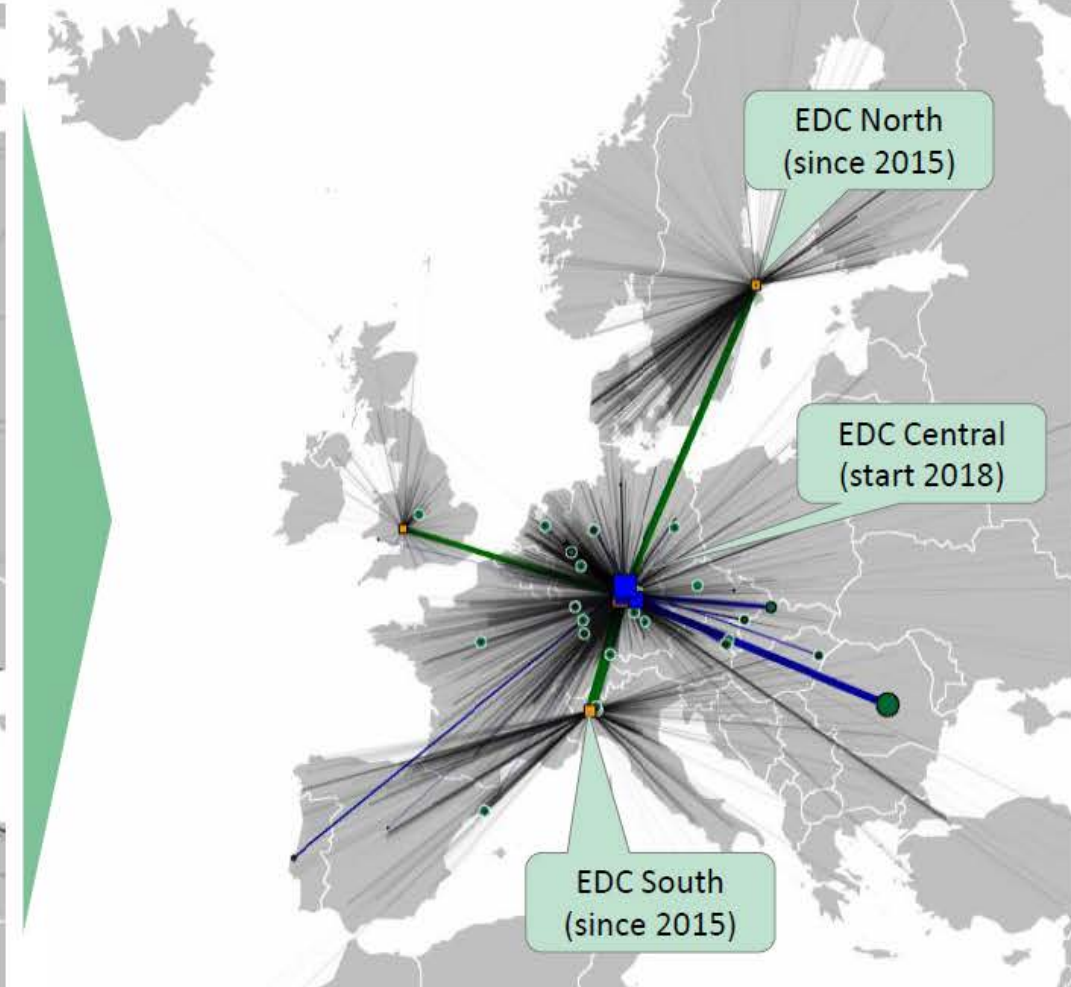 EDC North
(since 2015)
EDC Central
(start 2018)
EDC South
(since 2015)